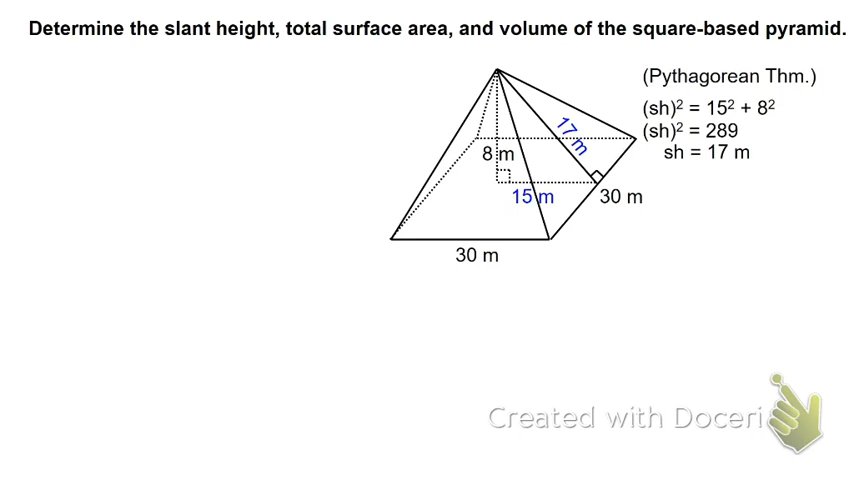 Determine the slant height, total surface area, and volume of the square-based pyramid.
(Pythagorean Thm.)
(sh)² = 15² + 8²
(sh)² = 289
sh = 17 m
17 m
8 m
15 m
30 m
30 m
Created with Doceri